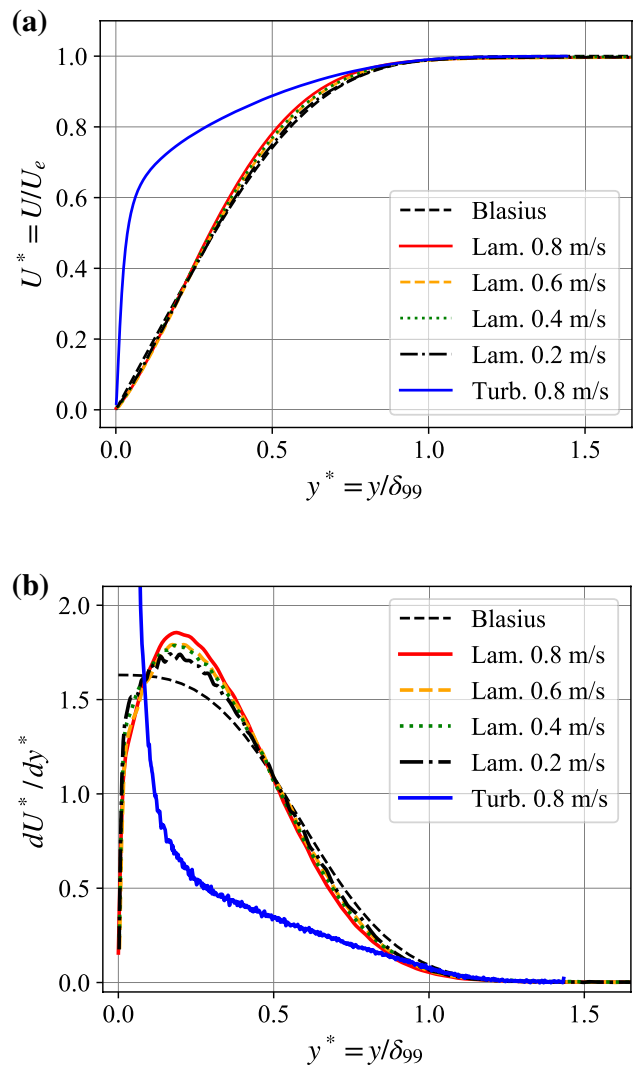 (a)
1.0
0.8
0.6
0.4
0.2
0.0
U* = U/U_e
Blasius
Lam. 0.8 m/s
Lam. 0.6 m/s
Lam. 0.4 m/s
Lam. 0.2 m/s
Turb. 0.8 m/s
0.0 0.5 1.0 1.5
y* = y/δ99
(b)
2.0
1.5
1.0
0.5
0.0
dU*/dy*
Blasius
Lam. 0.8 m/s
Lam. 0.6 m/s
Lam. 0.4 m/s
Lam. 0.2 m/s
Turb. 0.8 m/s
0.0 0.5 1.0 1.5
y* = y/δ99